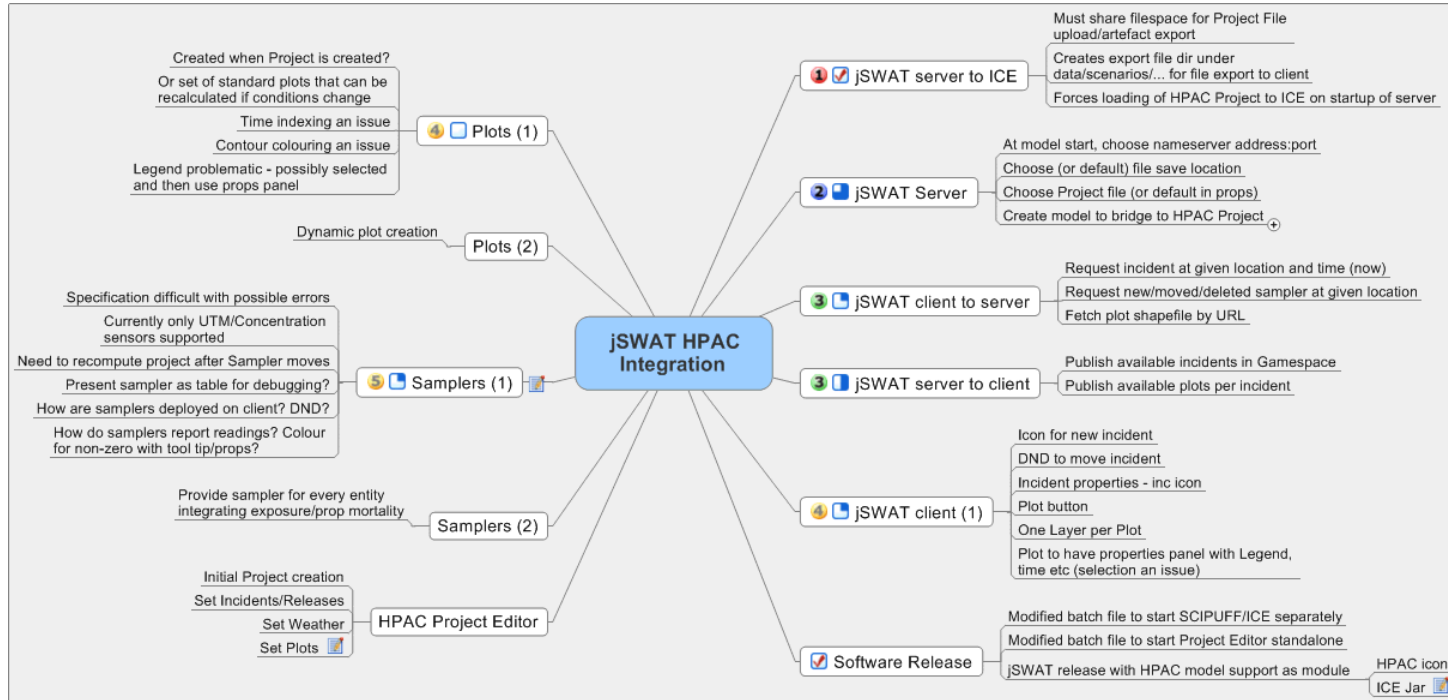 jSWAT HPAC
Integration
1 jSWAT server to ICE
Must share filespace for Project File
upload/artefact export
Creates export file dir under
data/scenarios/... for file export to client
Forces loading of HPAC Project to ICE on startup of server
2 jSWAT Server
At model start, choose nameserver address:port
Choose (or default) file save location
Choose Project file (or default in props)
Create model to bridge to HPAC Project
3 jSWAT client to server
Request incident at given location and time (now)
Request new/moved/deleted sampler at given location
Fetch plot shapefile by URL
3 jSWAT server to client
Publish available incidents in Gamespace
Publish available plots per incident
4 jSWAT client (1)
Icon for new incident
DND to move incident
Incident properties - inc icon
Plot button
One Layer per Plot
Plot to have properties panel with Legend,
time etc (selection an issue)
Software Release
Modified batch file to start SCIPUFF/ICE separately
Modified batch file to start Project Editor standalone
jSWAT release with HPAC model support as module
HPAC icon
ICE Jar
4 Plots (1)
Created when Project is created?
Or set of standard plots that can be
recalculated if conditions change
Time indexing an issue
Contour colouring an issue
Legend problematic - possibly selected
and then use props panel
Plots (2)
Dynamic plot creation
5 Samplers (1)
Specification difficult with possible errors
Currently only UTM/Concentration
sensors supported
Need to recompute project after Sampler moves
Present sampler as table for debugging?
How are samplers deployed on client? DND?
How do samplers report readings? Colour
for non-zero with tool tip/props?
Samplers (2)
Provide sampler for every entity
integrating exposure/prop mortality
HPAC Project Editor
Initial Project creation
Set Incidents/Releases
Set Weather
Set Plots